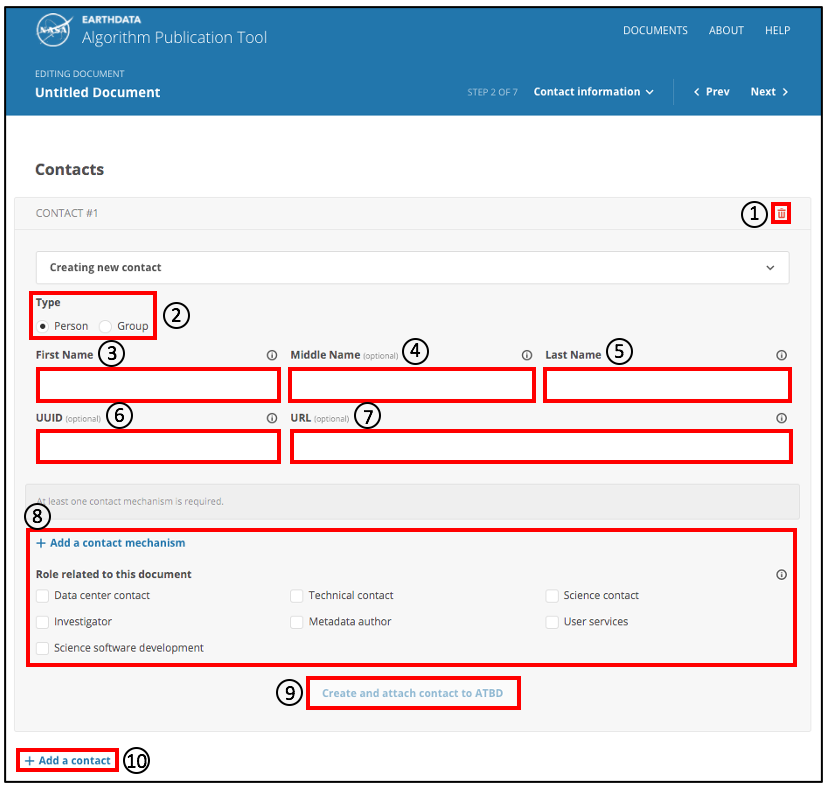 NASA
EARTHDATA
Algorithm Publication Tool
DOCUMENTS ABOUT HELP
EDITING DOCUMENT
Untitled Document
STEP 2 OF 7 Contact information Prev Next
Contacts
CONTACT #1 1
Creating new contact
Type
Person Group 2
First Name 3 Middle Name (optional) 4 Last Name 5
UUID (optional) 6 URL (optional) 7
At least one contact mechanism is required.
8
+ Add a contact mechanism
Role related to this document
Data center contact Technical contact Science contact
Investigator Metadata author User services
Science software development
9 Create and attach contact to ATBD
+ Add a contact 10